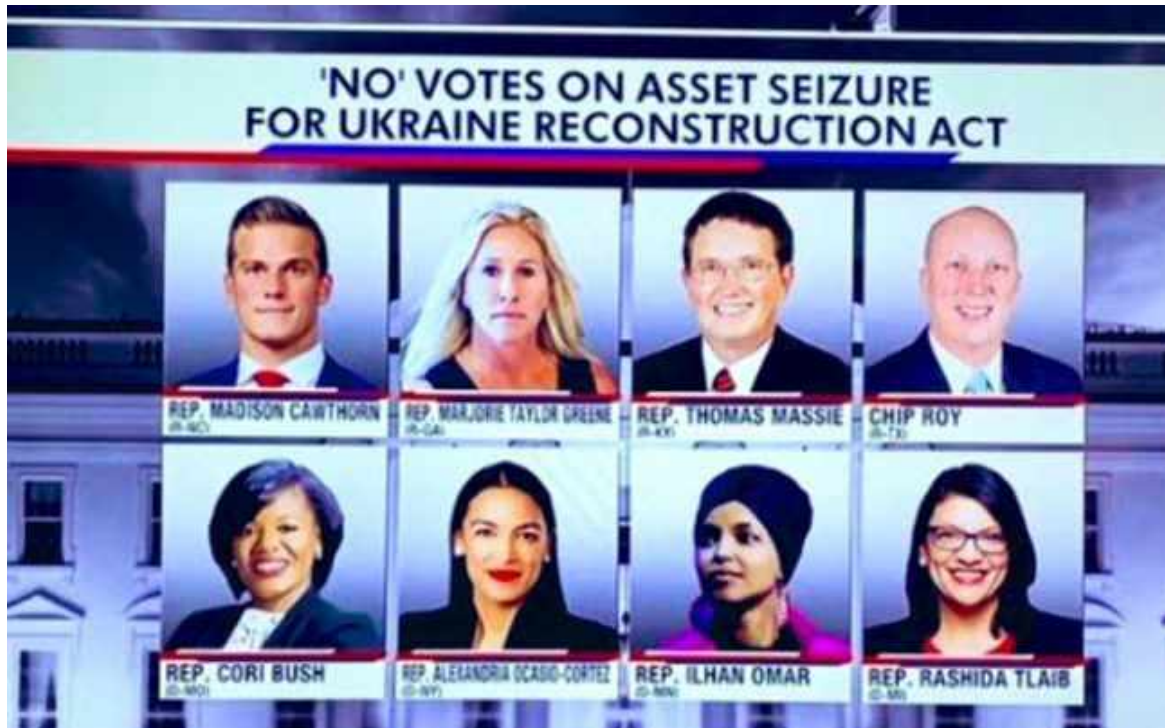 'NO' VOTES ON ASSET SEIZURE
FOR UKRAINE RECONSTRUCTION ACT
REP. MADISON CAWTHORN
(R-NC)
REP. MARJORIE TAYLOR GREENE
(R-GA)
REP. THOMAS MASSIE
(R-KY)
CHIP ROY
(R-TX)
REP. CORI BUSH
(D-MO)
REP. ALEXANDRIA OCASIO-CORTEZ
(D-NY)
REP. ILHAN OMAR
(D-MN)
REP. RASHIDA TLAIB
(D-MI)